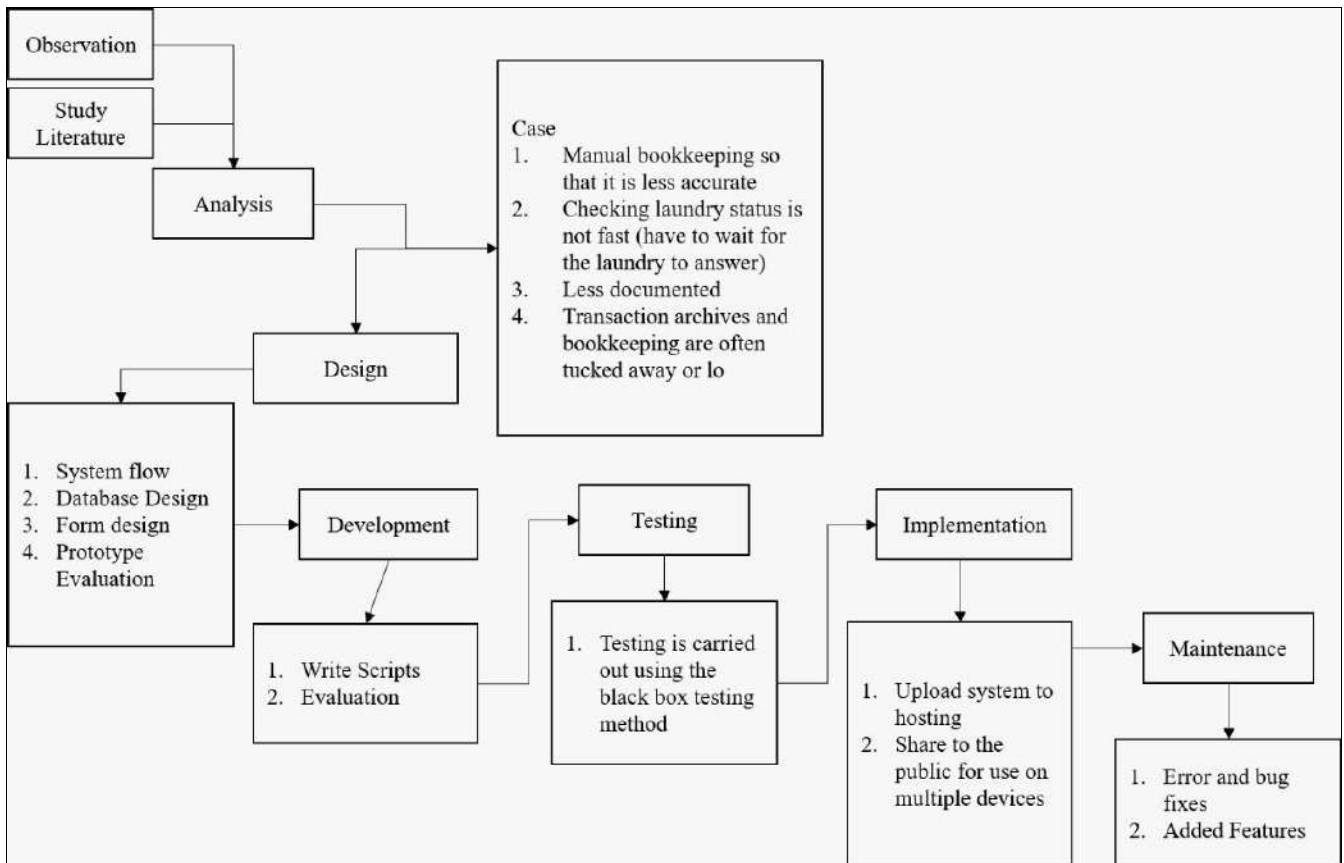 Observation
Study
Literature
Analysis
Case
1. Manual bookkeeping so
that it is less accurate
2. Checking laundry status is
not fast (have to wait for
the laundry to answer)
3. Less documented
4. Transaction archives and
bookkeeping are often
tucked away or lo
Design
1. System flow
2. Database Design
3. Form design
4. Prototype
Evaluation
Development
1. Write Scripts
2. Evaluation
Testing
1. Testing is carried
out using the
black box testing
method
Implementation
1. Upload system to
hosting
2. Share to the
public for use on
multiple devices
Maintenance
1. Error and bug
fixes
2. Added Features